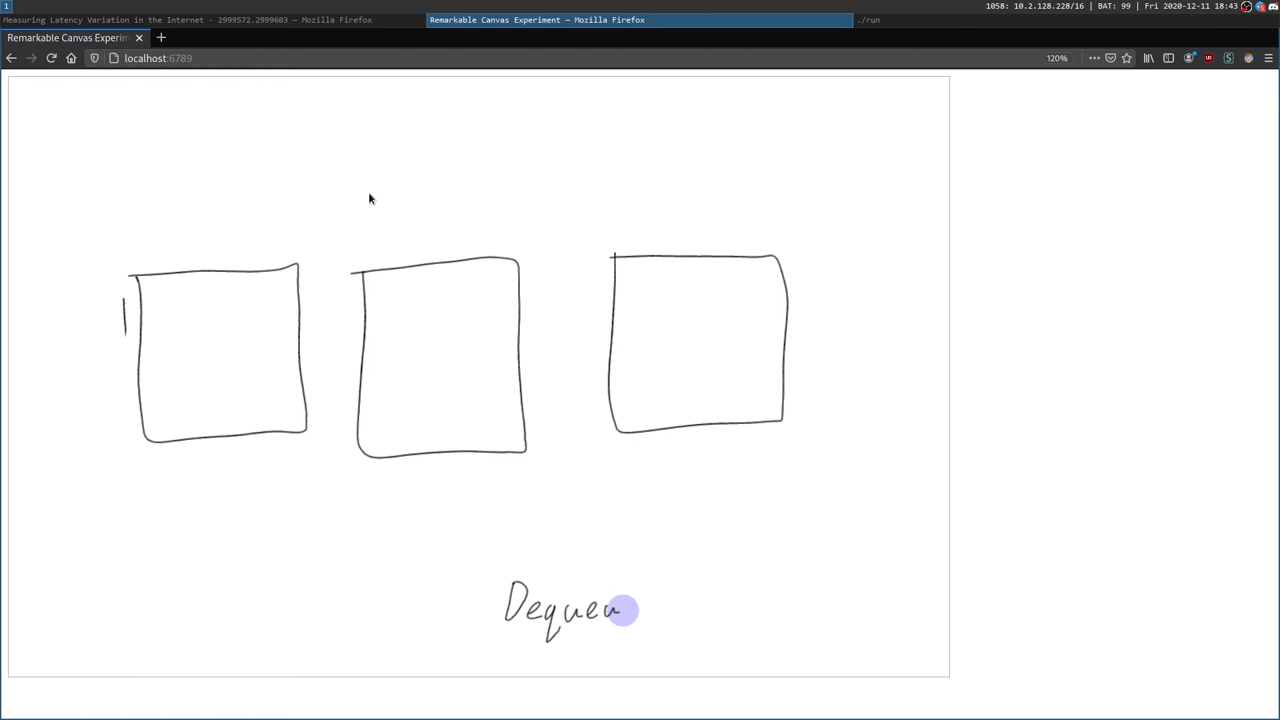 1
Measuring Latency Variation in the Internet - 2999572.2999603 — Mozilla Firefox
Remarkable Canvas Experiment — Mozilla Firefox
./run
1058: 10.2.128.228/16 | BAT: 99 | Fri 2020-12-11 18:43
Remarkable Canvas Experim
localhost:6789
120%
Dequeu